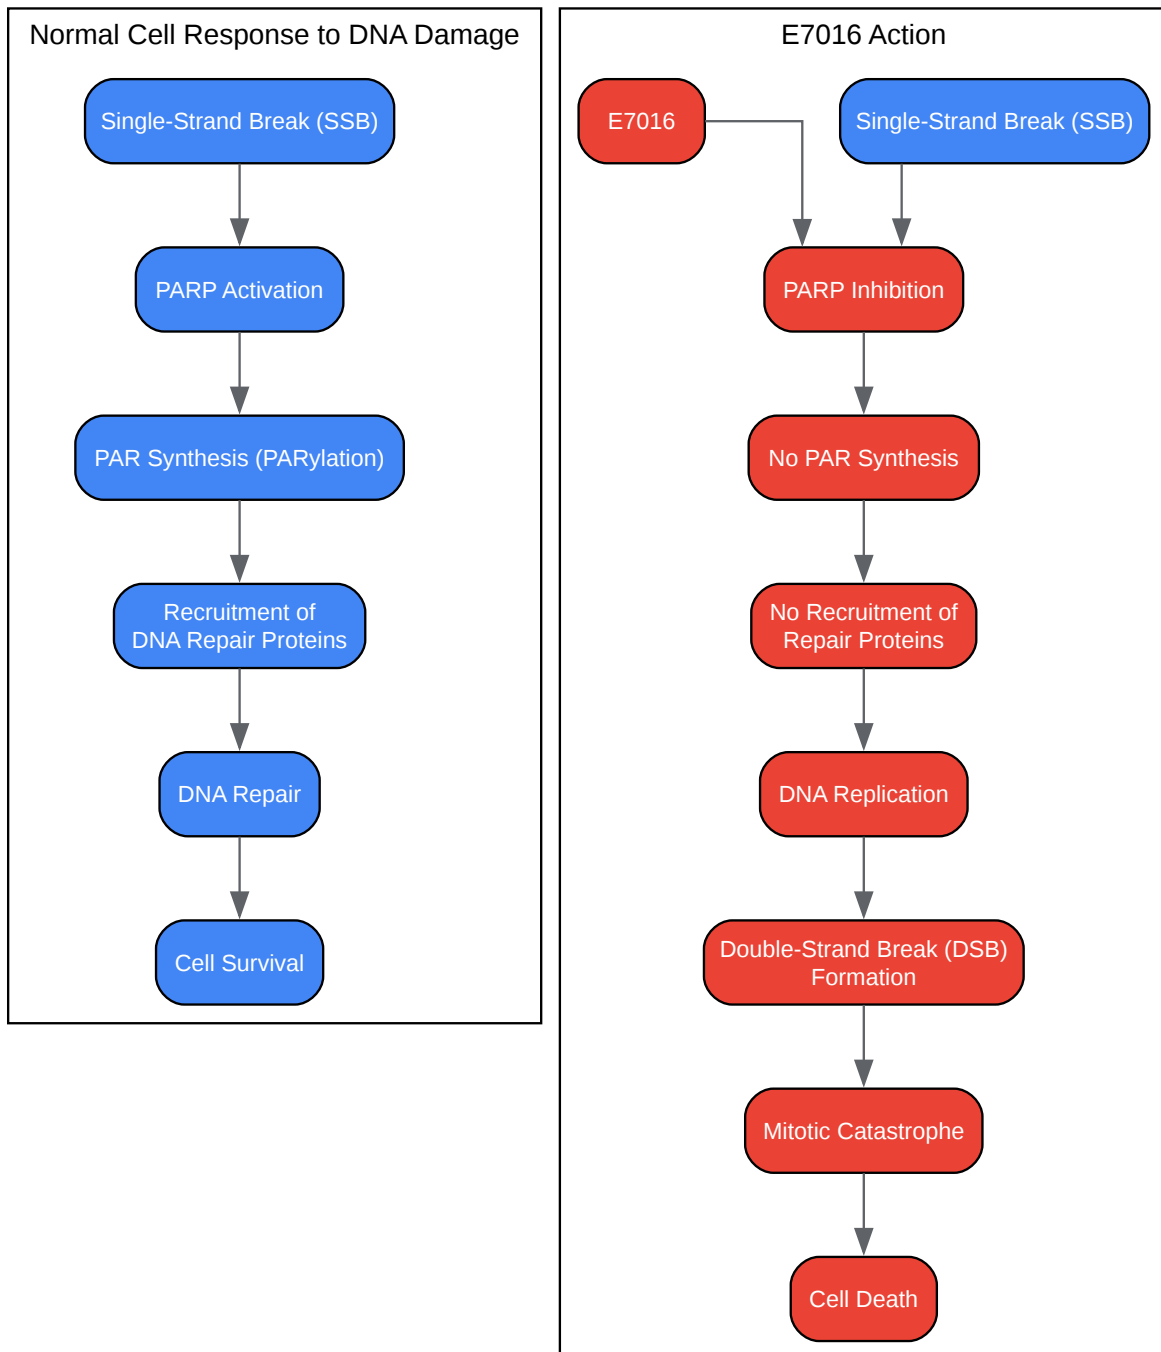 Normal Cell Response to DNA Damage
Single-Strand Break (SSB)
PARP Activation
PAR Synthesis (PARylation)
Recruitment of
DNA Repair Proteins
DNA Repair
Cell Survival
E7016 Action
E7016
Single-Strand Break (SSB)
PARP Inhibition
No PAR Synthesis
No Recruitment of
Repair Proteins
DNA Replication
Double-Strand Break (DSB)
Formation
Mitotic Catastrophe
Cell Death